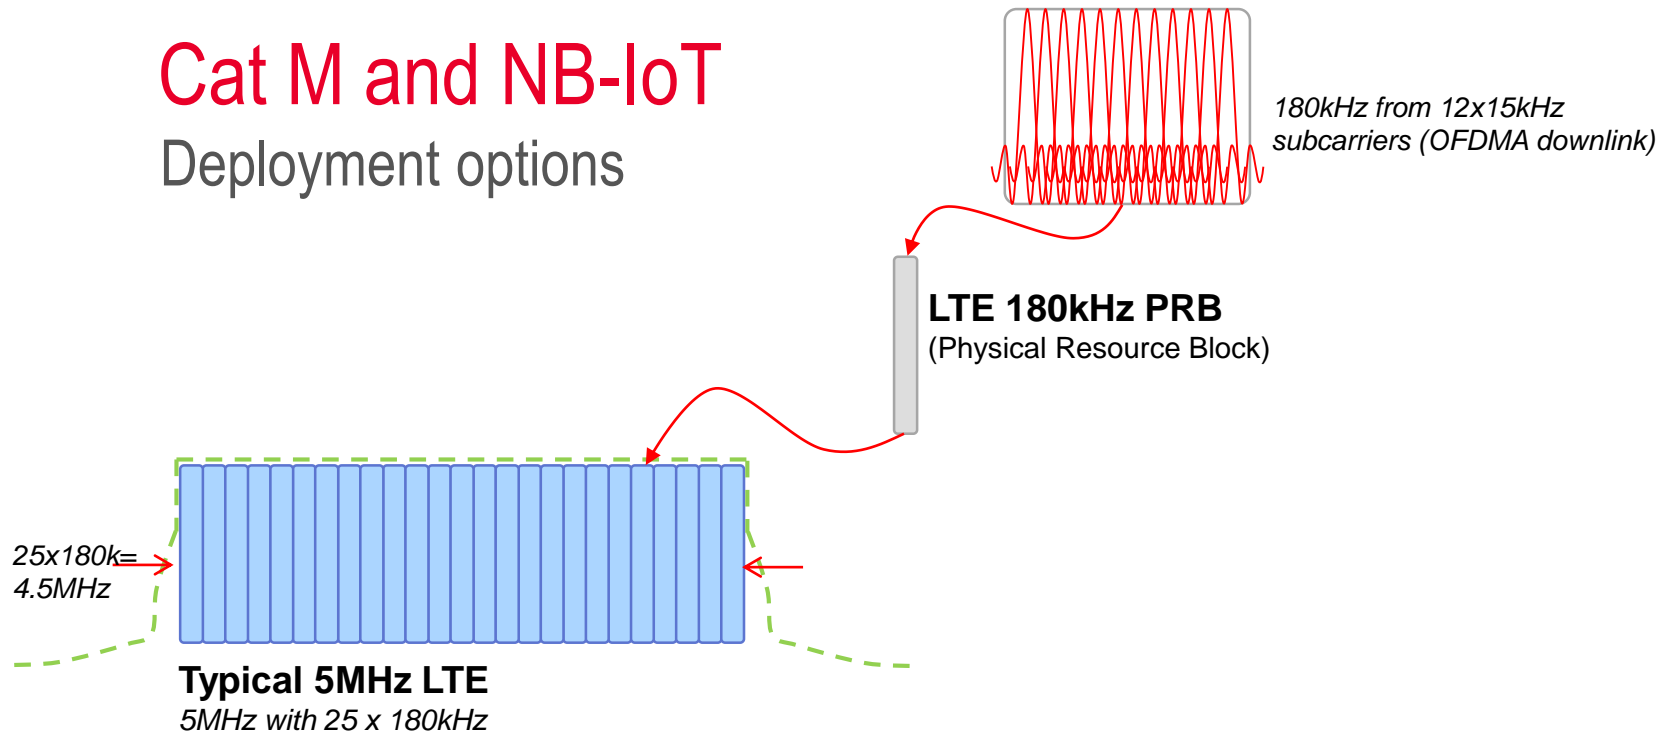 Cat M and NB-IoT
Deployment options
180kHz from 12x15kHz
subcarriers (OFDMA downlink)
LTE 180kHz PRB
(Physical Resource Block)
25x180k=
4.5MHz
Typical 5MHz LTE
5MHz with 25 x 180kHz